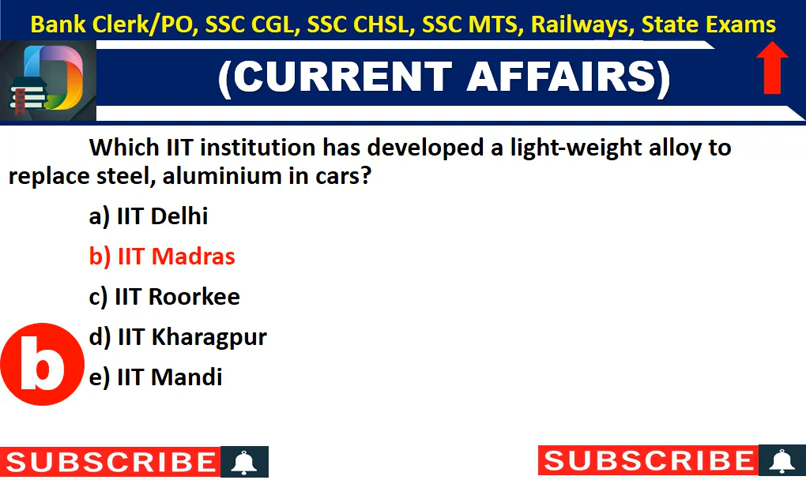 Bank Clerk/PO, SSC CGL, SSC CHSL, SSC MTS, Railways, State Exams
(CURRENT AFFAIRS)
Which IIT institution has developed a light-weight alloy to
replace steel, aluminium in cars?
a) IIT Delhi
b) IIT Madras
c) IIT Roorkee
d) IIT Kharagpur
e) IIT Mandi
b
SUBSCRIBE
SUBSCRIBE